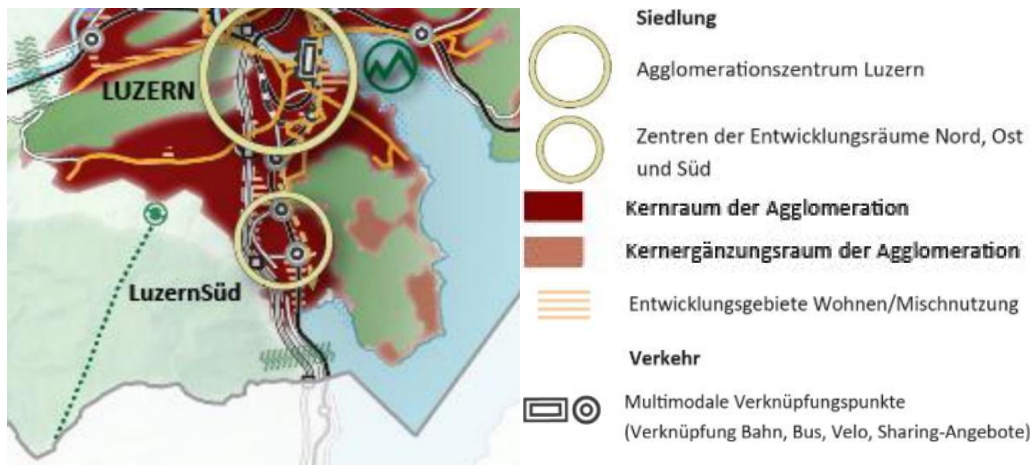 LUZERN
LuzernSüd
Siedlung
Agglomerationszentrum Luzern
Zentren der Entwicklungsräume Nord, Ost
und Süd
Kernraum der Agglomeration
Kernergänzungsraum der Agglomeration
Entwicklungsgebiete Wohnen/Mischnutzung
Verkehr
Multimodale Verknüpfungspunkte
(Verknüpfung Bahn, Bus, Velo, Sharing-Angebote)